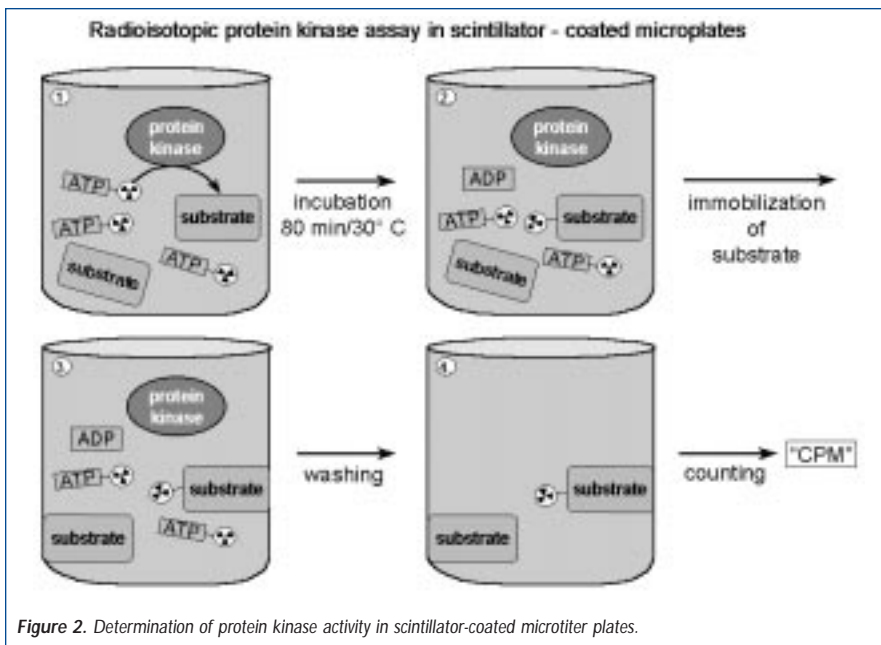 Radioisotopic protein kinase assay in scintillator - coated microplates
1.
protein
kinase
ATP
substrate
ATP
ATP
substrate
incubation
80 min/30° C
2.
protein
kinase
ADP
ATP
substrate
ATP
substrate
immobilization
of
substrate
3.
protein
kinase
ADP
ATP
substrate
substrate
ATP
washing
4.
substrate
substrate
counting
"CPM"
Figure 2. Determination of protein kinase activity in scintillator-coated microtiter plates.